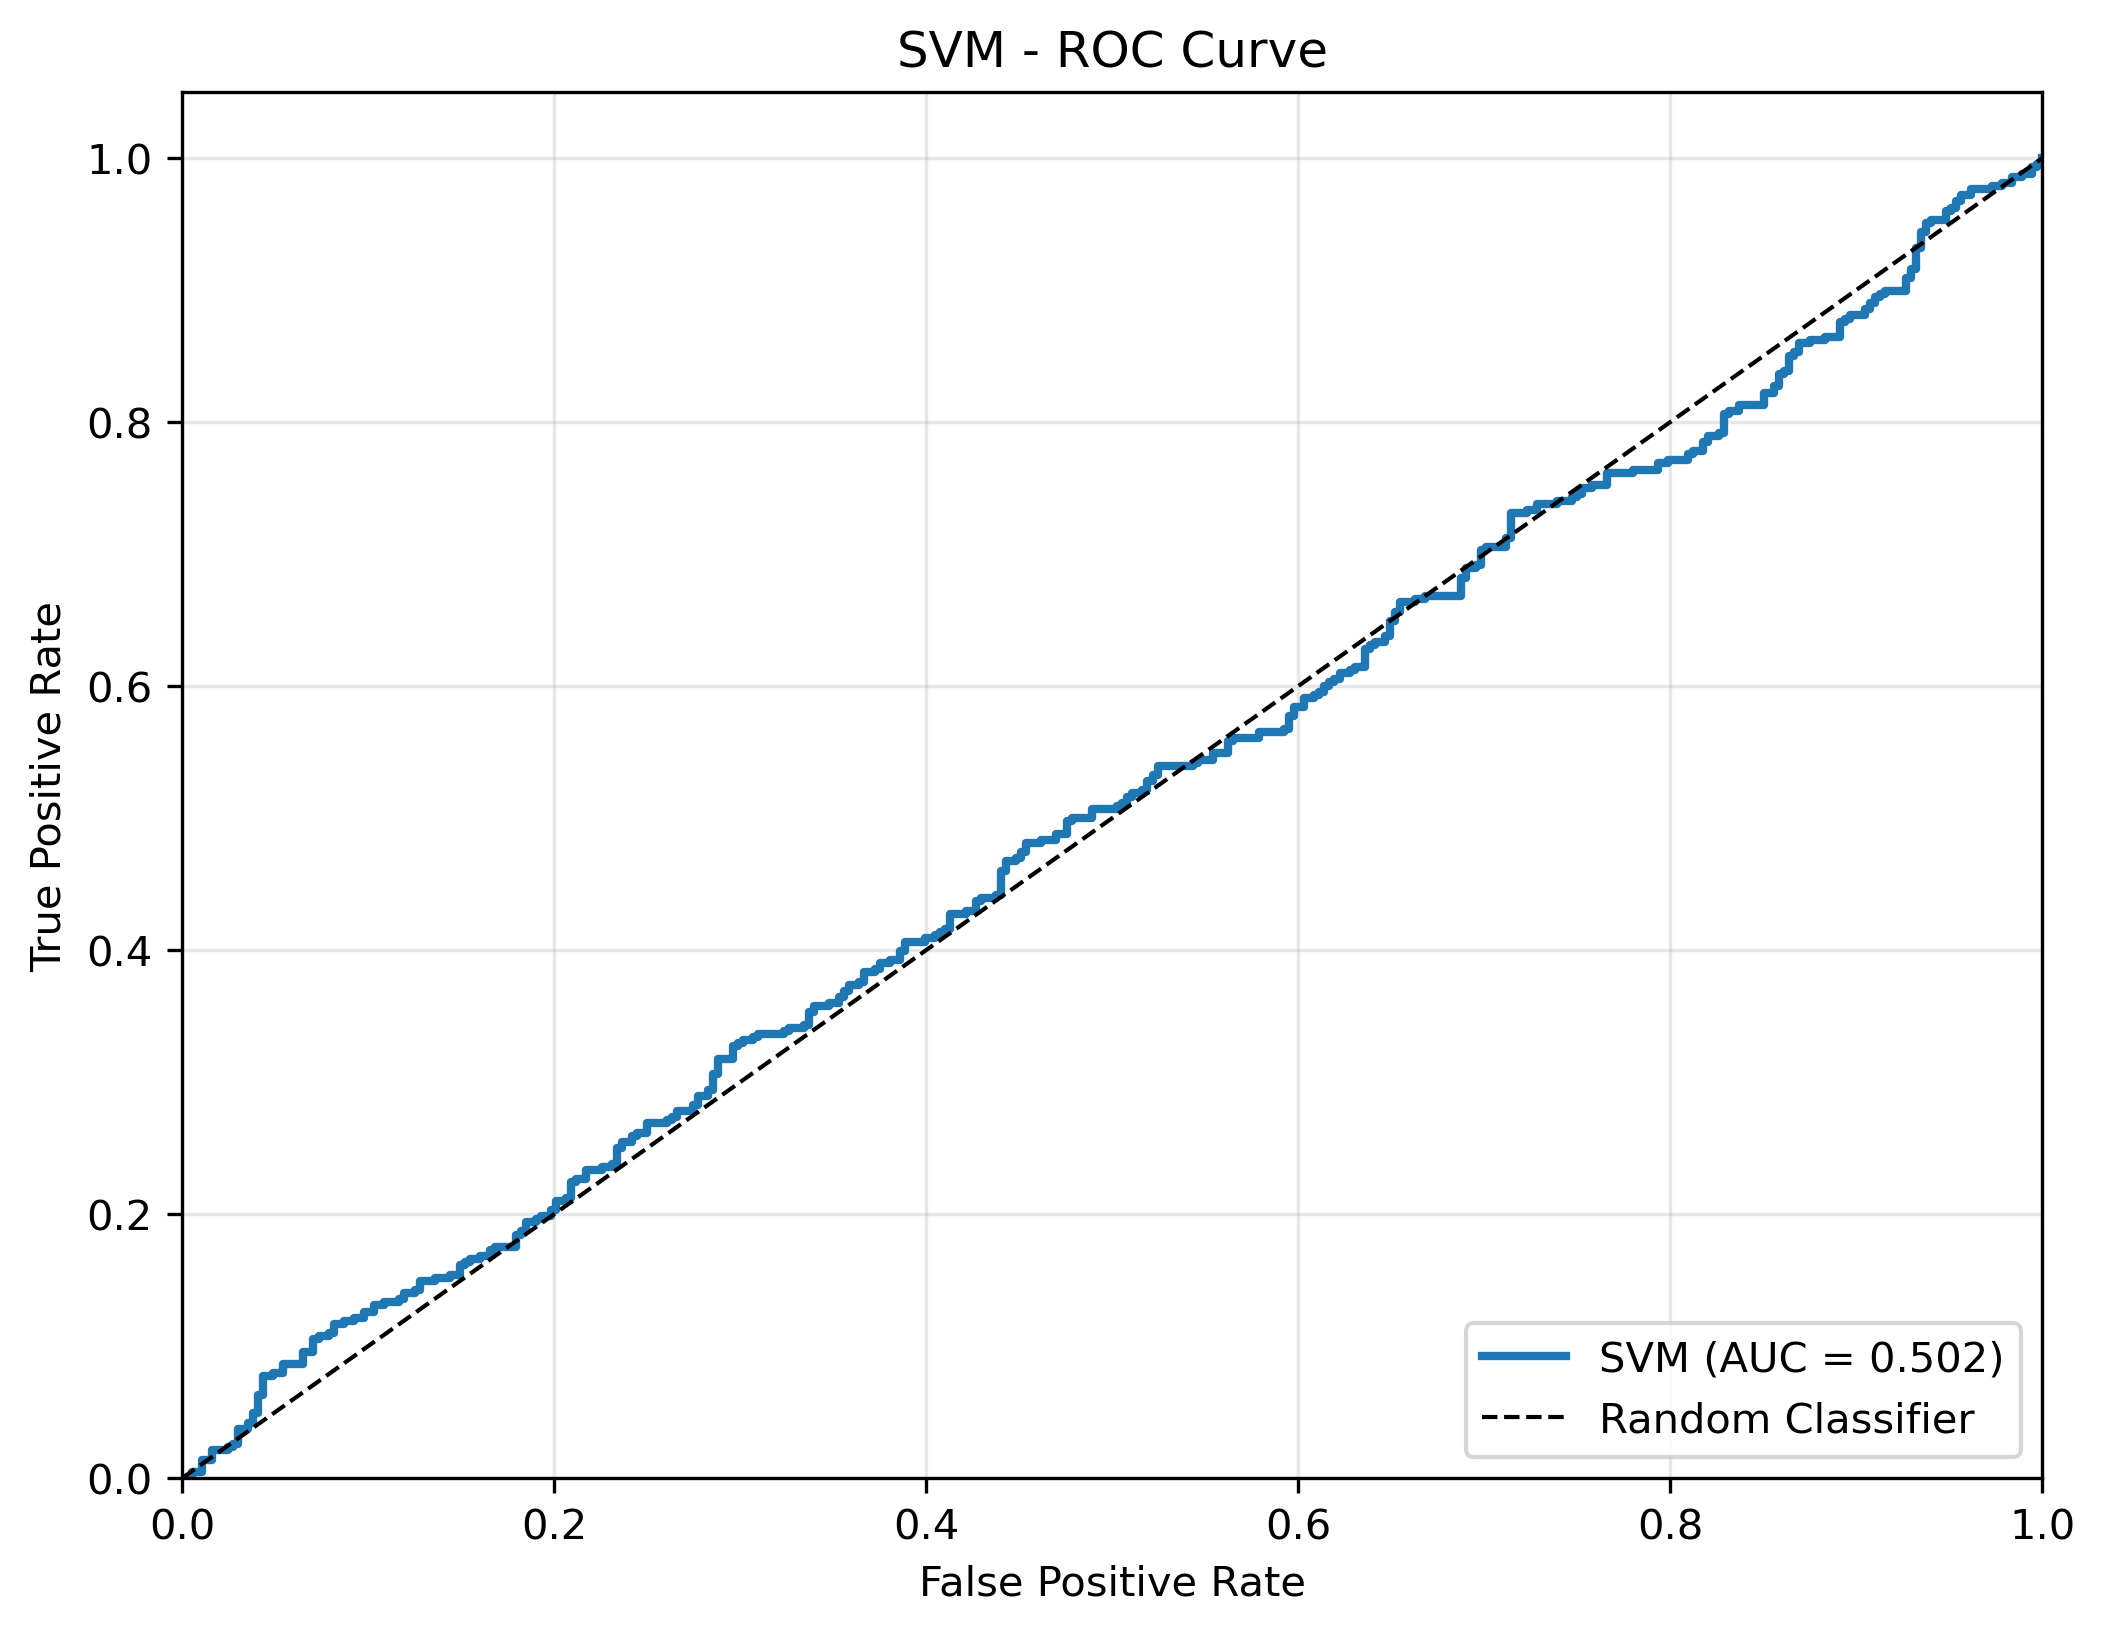 SVM - ROC Curve
1.0
0.8
0.6
0.4
0.2
0.0
True Positive Rate
0.0 0.2 0.4 0.6 0.8 1.0
False Positive Rate
SVM (AUC = 0.502)
Random Classifier